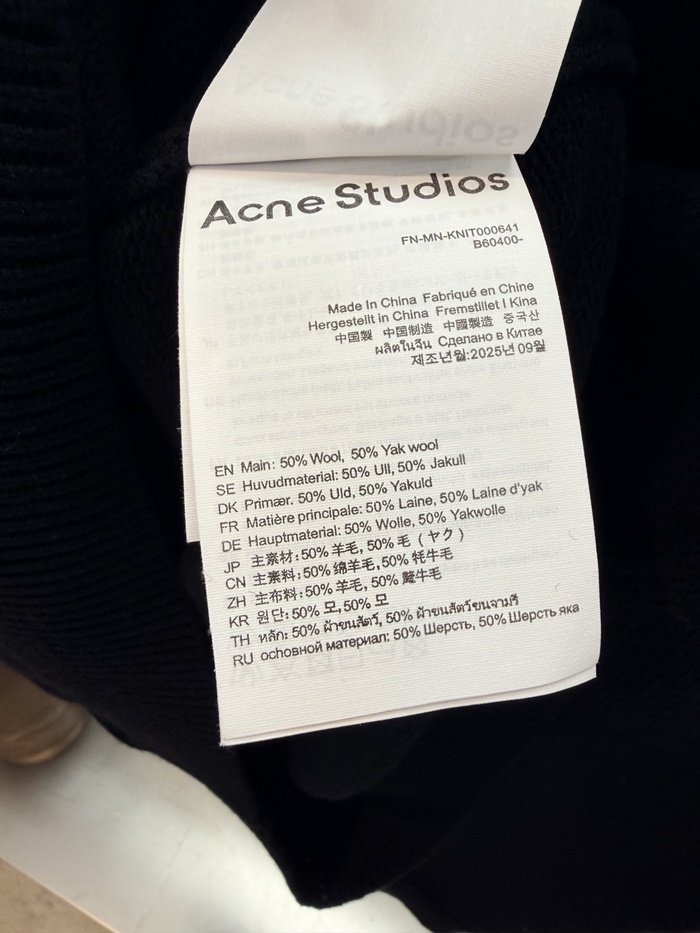 Acne Studios
Acne Studios
FN-MN-KNIT000641
B60400-
Made In China Fabriqué en Chine
Hergestellt in China Fremstillet I Kina
中国製 中国制造 中國製造 중국산
ผลิตในจีน Сделано в Китае
제조년월:2025년 09월
EN Main: 50% Wool, 50% Yak wool
SE Huvudmaterial: 50% Ull, 50% Jakull
DK Primær. 50% Uld, 50% Yakuld
FR Matière principale: 50% Laine, 50% Laine d'yak
DE Hauptmaterial: 50% Wolle, 50% Yakwolle
JP 主素材:50% 羊毛, 50% 毛 (ヤク)
CN 主素料:50% 绵羊毛,50% 牦牛毛
ZH 主布料:50% 羊毛, 50% 氂牛毛
KR 원단: 50% 모,50% 모
TH หลัก: 50% ผ้าขนสัตว์, 50% ผ้าขนสัตว์ขนจามรี
RU основной материал: 50% Шерсть, 50% Шерсть яка